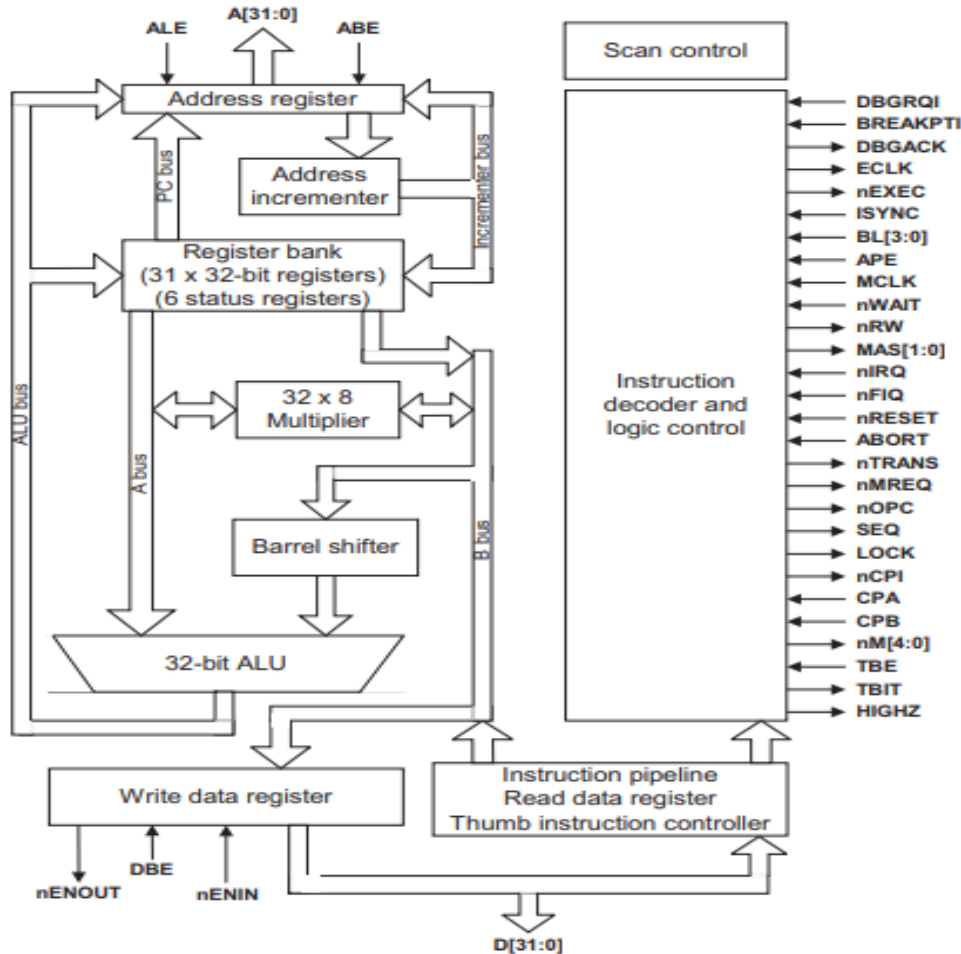 A[31:0]
ALE
ABE
Scan control
Address register
PC bus
Address
incrementer
Incrementer bus
Register bank
(31 x 32-bit registers)
(6 status registers)
ALU bus
A bus
32 x 8
Multiplier
B bus
Barrel shifter
32-bit ALU
Write data register
nENOUT
DBE
nENIN
Instruction pipeline
Read data register
Thumb instruction controller
D[31:0]
Instruction
decoder and
logic control
DBGRQI
BREAKPTI
DBGACK
ECLK
nEXEC
ISYNC
BL[3:0]
APE
MCLK
nWAIT
nRW
MAS[1:0]
nIRQ
nFIQ
nRESET
ABORT
nTRANS
nMREQ
nOPC
SEQ
LOCK
nCPI
CPA
CPB
nM[4:0]
TBE
TBIT
HIGHZ